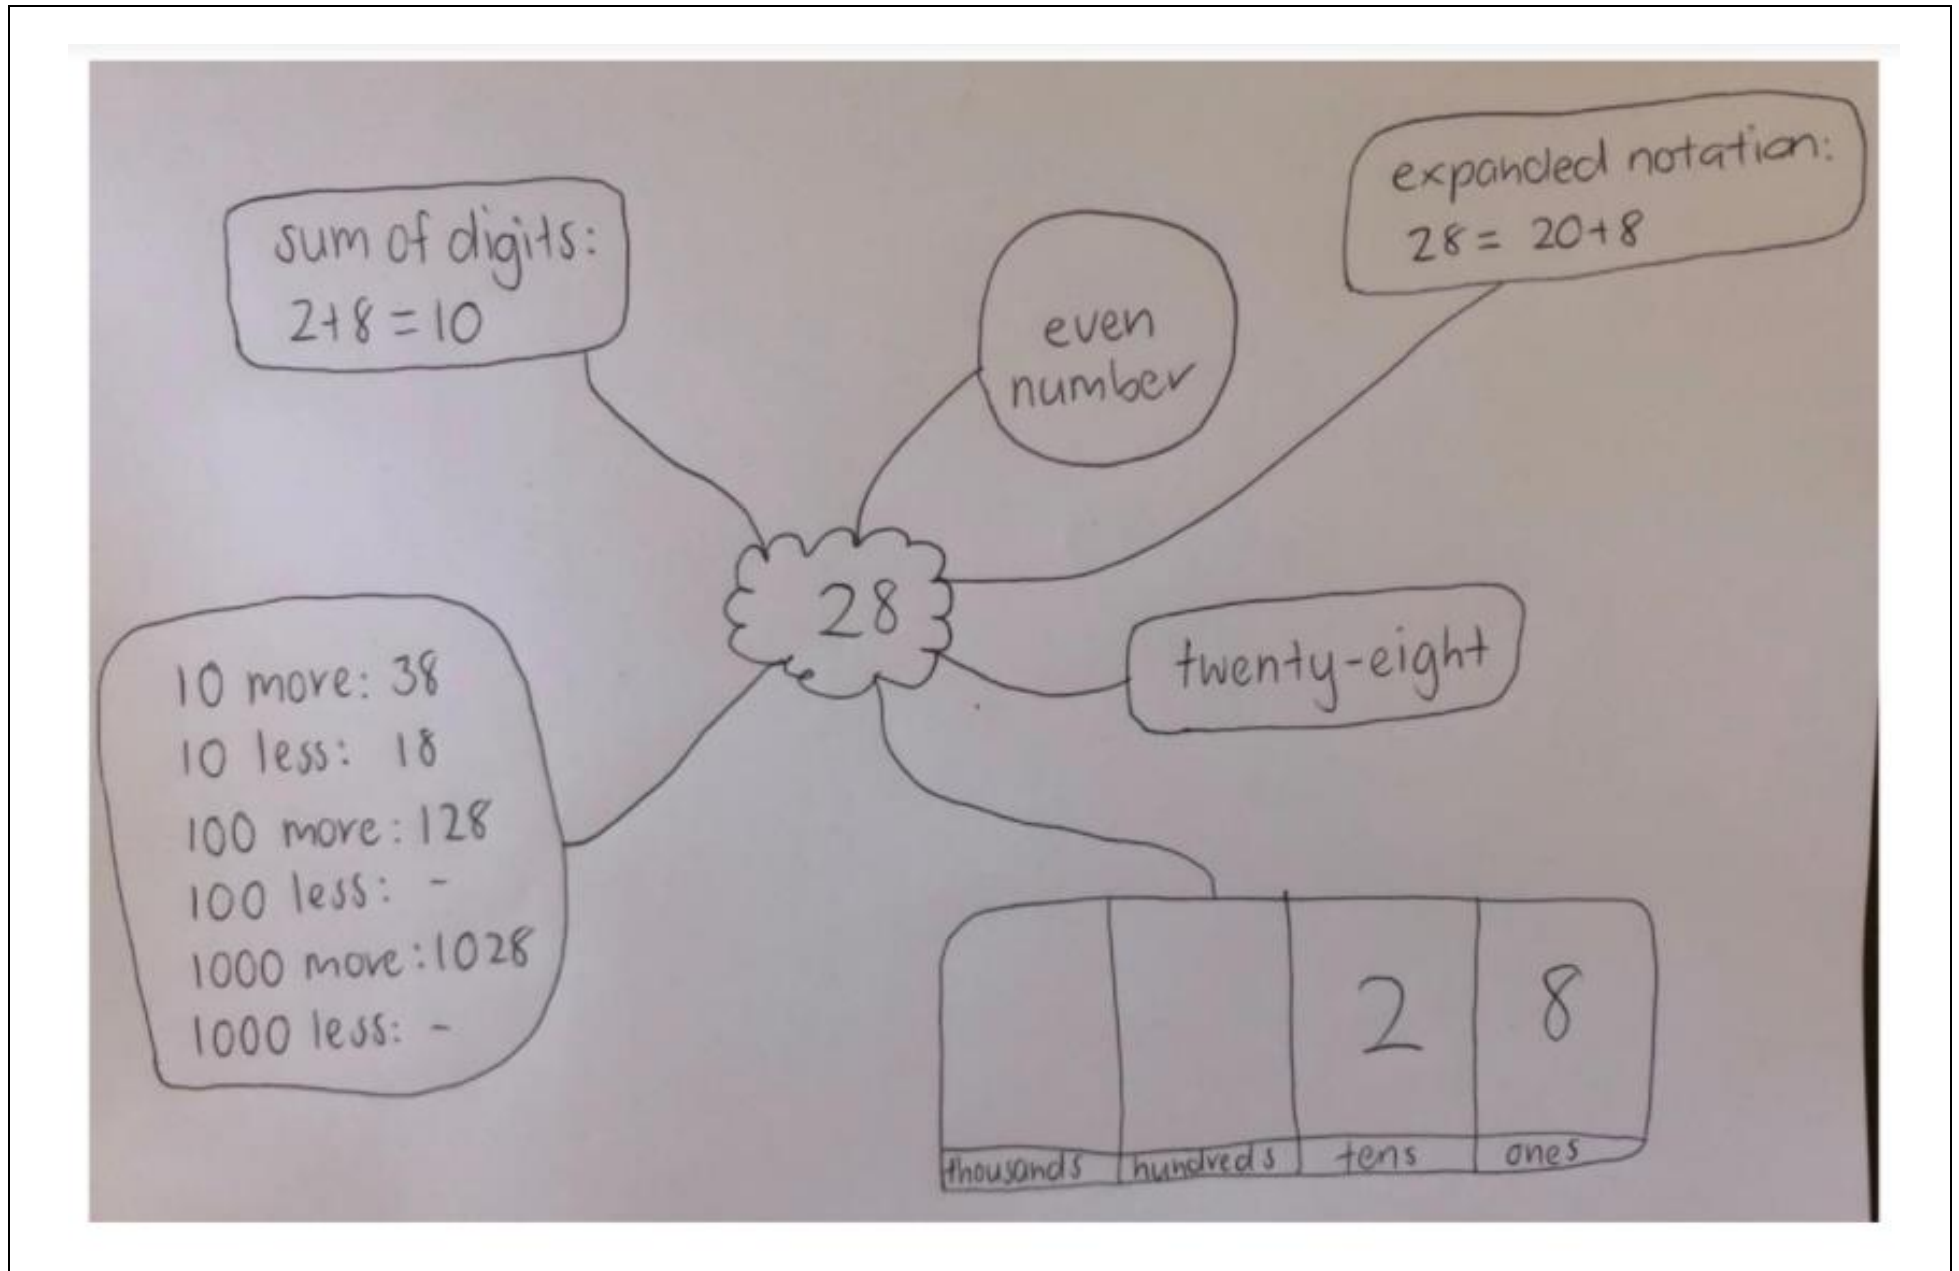 sum of digits:
2+8=10
even
number
expanded notation:
28= 20+8
28
twenty-eight
10 more: 38
10 less: 18
100 more: 128
100 less: -
1000 more: 1028
1000 less: -
2 8
thousands hundreds tens ones